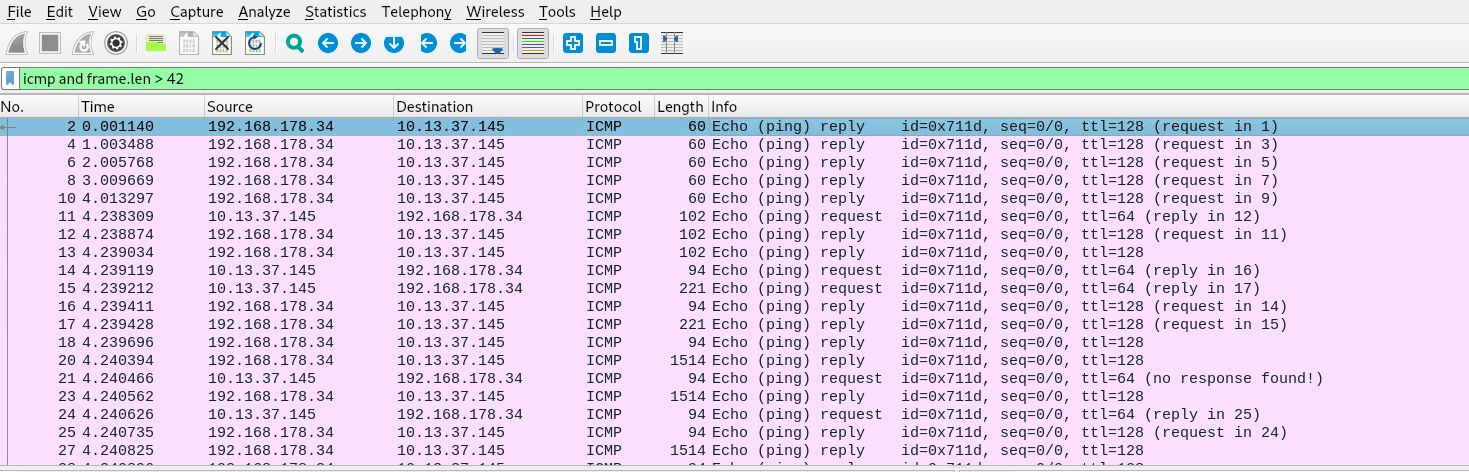 File Edit View Go Capture Analyze Statistics Telephony Wireless Tools Help
icmp and frame.len > 42
No. Time Source Destination Protocol Length Info
2 0.001140 192.168.178.34 10.13.37.145 ICMP 60 Echo (ping) reply id=0x711d, seq=0/0, ttl=128 (request in 1)
4 1.003488 192.168.178.34 10.13.37.145 ICMP 60 Echo (ping) reply id=0x711d, seq=0/0, ttl=128 (request in 3)
6 2.005768 192.168.178.34 10.13.37.145 ICMP 60 Echo (ping) reply id=0x711d, seq=0/0, ttl=128 (request in 5)
8 3.009669 192.168.178.34 10.13.37.145 ICMP 60 Echo (ping) reply id=0x711d, seq=0/0, ttl=128 (request in 7)
10 4.013297 192.168.178.34 10.13.37.145 ICMP 60 Echo (ping) reply id=0x711d, seq=0/0, ttl=128 (request in 9)
11 4.238309 10.13.37.145 192.168.178.34 ICMP 102 Echo (ping) request id=0x711d, seq=0/0, ttl=64 (reply in 12)
12 4.238874 192.168.178.34 10.13.37.145 ICMP 102 Echo (ping) reply id=0x711d, seq=0/0, ttl=128 (request in 11)
13 4.239034 192.168.178.34 10.13.37.145 ICMP 102 Echo (ping) reply id=0x711d, seq=0/0, ttl=128
14 4.239119 10.13.37.145 192.168.178.34 ICMP 94 Echo (ping) request id=0x711d, seq=0/0, ttl=64 (reply in 16)
15 4.239212 10.13.37.145 192.168.178.34 ICMP 221 Echo (ping) request id=0x711d, seq=0/0, ttl=64 (reply in 17)
16 4.239411 192.168.178.34 10.13.37.145 ICMP 94 Echo (ping) reply id=0x711d, seq=0/0, ttl=128 (request in 14)
17 4.239428 192.168.178.34 10.13.37.145 ICMP 221 Echo (ping) reply id=0x711d, seq=0/0, ttl=128 (request in 15)
18 4.239696 192.168.178.34 10.13.37.145 ICMP 94 Echo (ping) reply id=0x711d, seq=0/0, ttl=128
20 4.240394 192.168.178.34 10.13.37.145 ICMP 1514 Echo (ping) reply id=0x711d, seq=0/0, ttl=128
21 4.240466 10.13.37.145 192.168.178.34 ICMP 94 Echo (ping) request id=0x711d, seq=0/0, ttl=64 (no response found!)
23 4.240562 192.168.178.34 10.13.37.145 ICMP 1514 Echo (ping) reply id=0x711d, seq=0/0, ttl=128
24 4.240626 10.13.37.145 192.168.178.34 ICMP 94 Echo (ping) request id=0x711d, seq=0/0, ttl=64 (reply in 25)
25 4.240735 192.168.178.34 10.13.37.145 ICMP 94 Echo (ping) reply id=0x711d, seq=0/0, ttl=128 (request in 24)
27 4.240825 192.168.178.34 10.13.37.145 ICMP 1514 Echo (ping) reply id=0x711d, seq=0/0, ttl=128